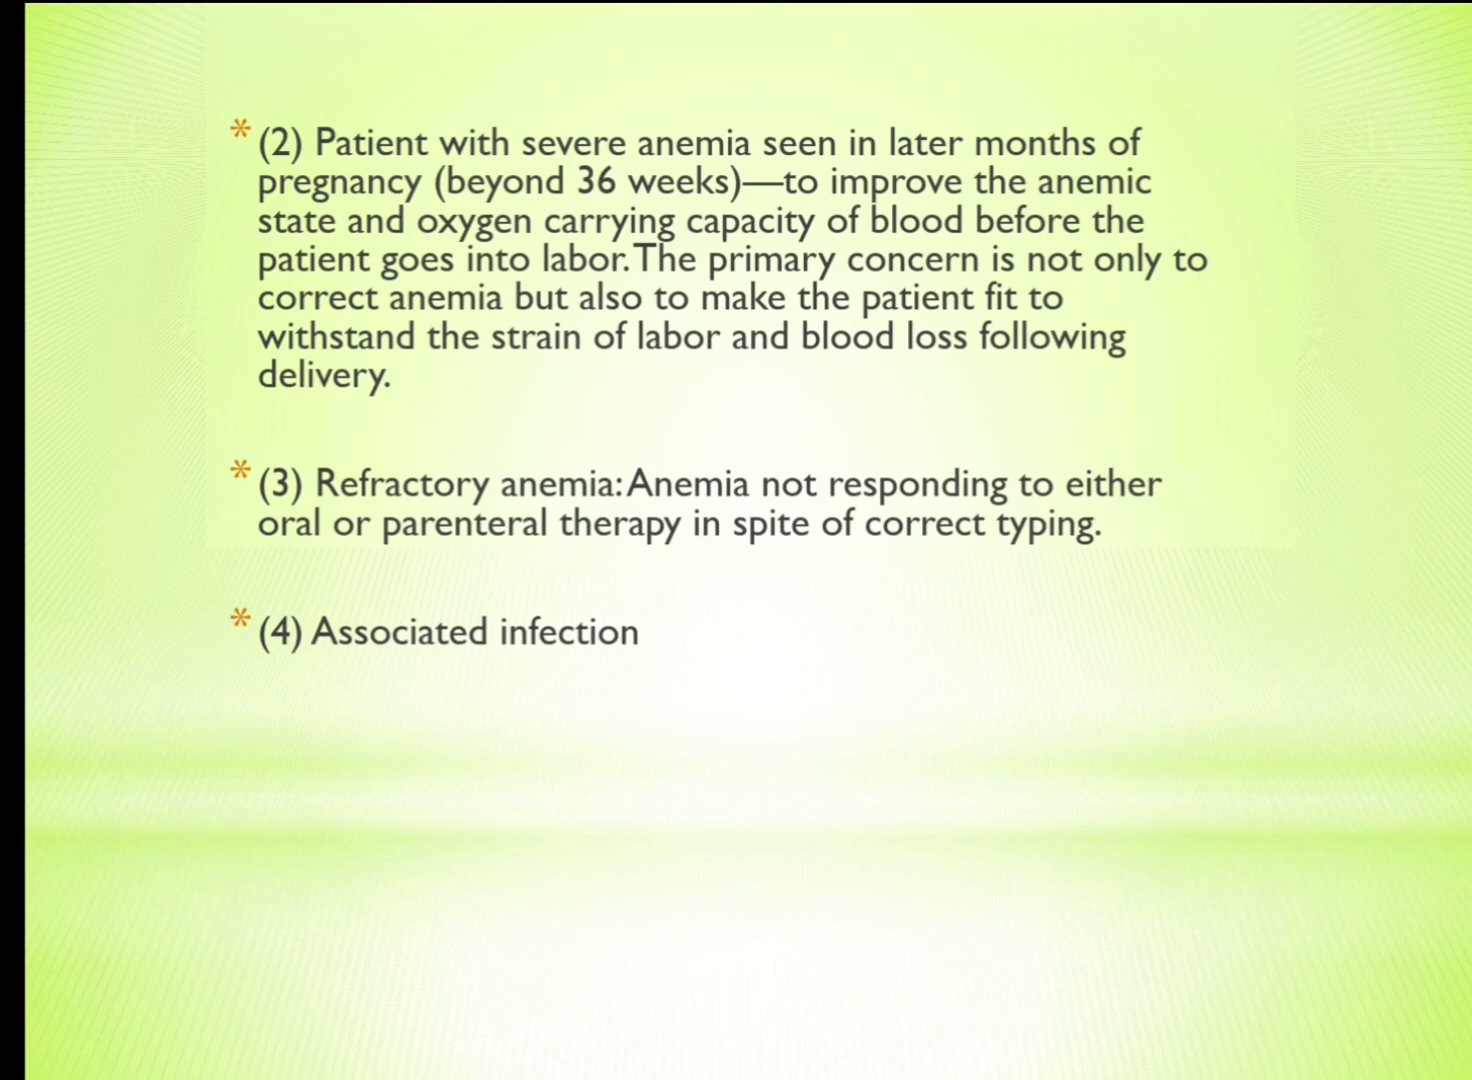 * (2) Patient with severe anemia seen in later months of
pregnancy (beyond 36 weeks)—to improve the anemic
state and oxygen carrying capacity of blood before the
patient goes into labor. The primary concern is not only to
correct anemia but also to make the patient fit to
withstand the strain of labor and blood loss following
delivery.
* (3) Refractory anemia: Anemia not responding to either
oral or parenteral therapy in spite of correct typing.
* (4) Associated infection